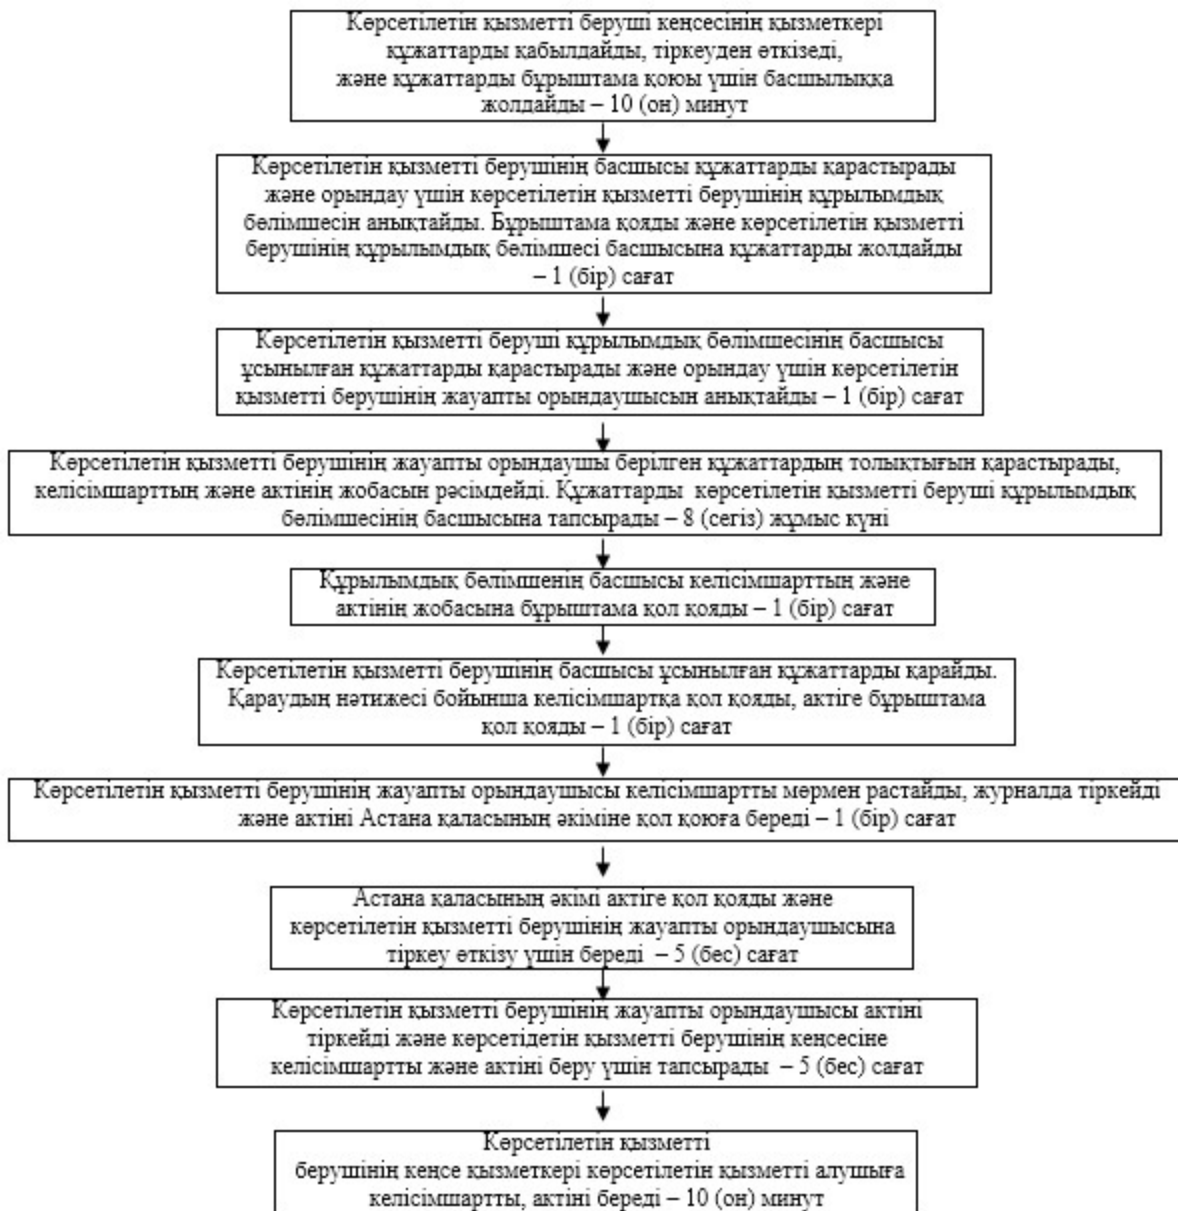 Көрсетілетін қызметті беруші кеңсесінің қызметкері
құжаттарды қабылдайды, тіркеуден өткізеді,
және құжаттарды бұрыштама қоюы үшін басшылыққа
жолдайды – 10 (он) минут
Көрсетілетін қызметті берушінің басшысы құжаттарды қарастырады
және орындау үшін көрсетілетін қызметті берушінің құрылымдық
бөлімшесін анықтайды. Бұрыштама қояды және көрсетілетін қызметті
берушінің құрылымдық бөлімшесі басшысына құжаттарды жолдайды
– 1 (бір) сағат
Көрсетілетін қызметті беруші құрылымдық бөлімшесінің басшысы
ұсынылған құжаттарды қарастырады және орындау үшін көрсетілетін
қызметті берушінің жауапты орындаушысын анықтайды – 1 (бір) сағат
Көрсетілетін қызметті берушінің жауапты орындаушы берілген құжаттардың толықтығын қарастырады,
келісімшарттың және актінің жобасын рәсімдейді. Құжаттарды көрсетілетін қызметті беруші құрылымдық
бөлімшесінің басшысына тапсырады – 8 (сегіз) жұмыс күні
Құрылымдық бөлімшенің басшысы келісімшарттың және
актінің жобасына бұрыштама қол қояды – 1 (бір) сағат
Көрсетілетін қызметті берушінің басшысы ұсынылған құжаттарды қарайды.
Қараудың нәтижесі бойынша келісімшартқа қол қояды, актіге бұрыштама
қол қояды – 1 (бір) сағат
Көрсетілетін қызметті берушінің жауапты орындаушысы келісімшартты мөрмен растайды, журналда тіркейді
және актіні Астана қаласының әкіміне қол қоюға береді – 1 (бір) сағат
Астана қаласының әкімі актіге қол қояды және
көрсетілетін қызметті берушінің жауапты орындаушысына
тіркеу өткізу үшін береді – 5 (бес) сағат
Көрсетілетін қызметті берушінің жауапты орындаушысы актіні
тіркейді және көрсетідетін қызметті берушінің кеңсесіне
келісімшартты және актіні беру үшін тапсырады – 5 (бес) сағат
Көрсетілетін қызметті
берушінің кеңсе қызметкері көрсетілетін қызметті алушыға
келісімшартты, актіні береді – 10 (он) минут